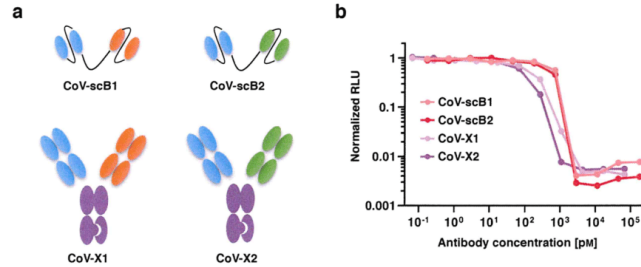 a
CoV-scB1
CoV-scB2
CoV-X1
CoV-X2
b
Normalized RLU
1
0.1
0.01
0.001
CoV-scB1
CoV-scB2
CoV-X1
CoV-X2
10-1 100 101 102 103 104 105
Antibody concentration [pM]